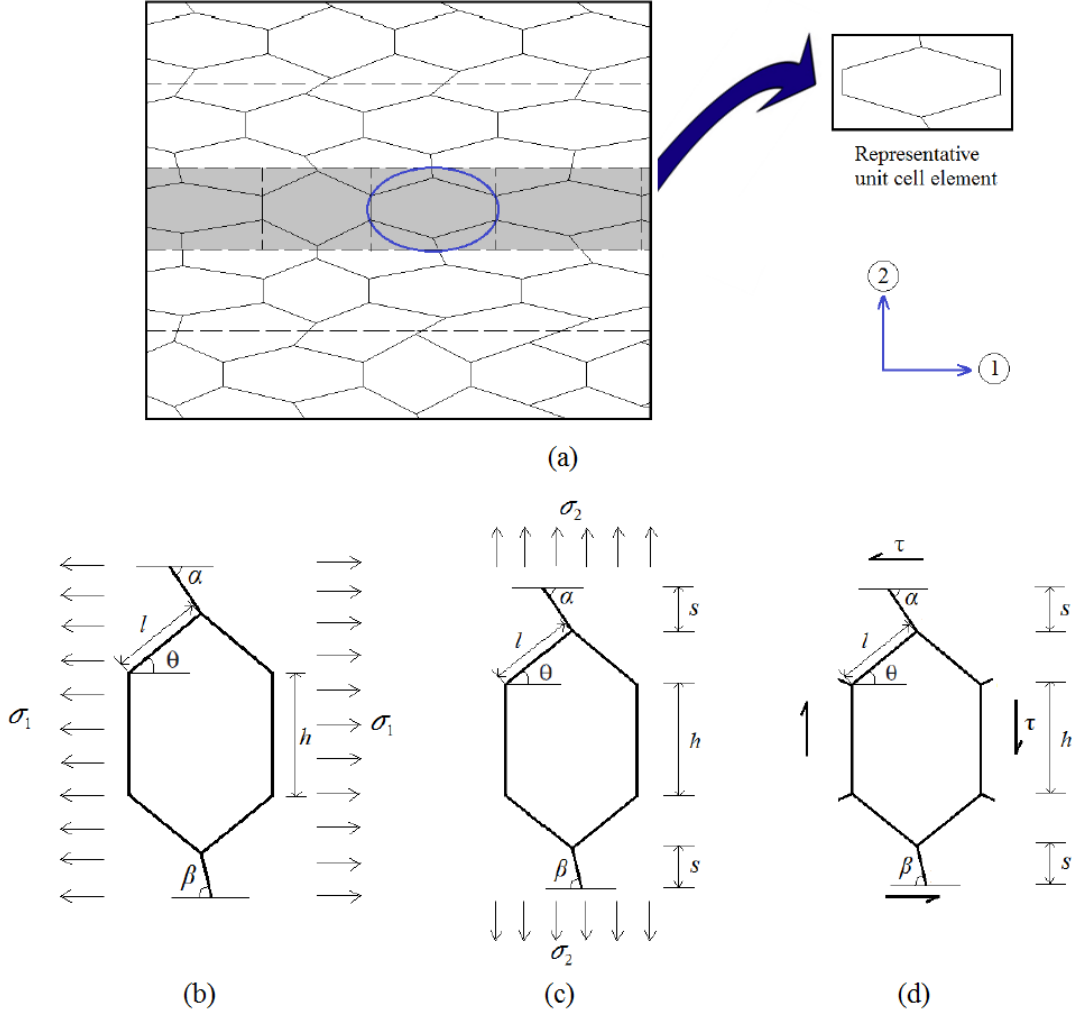 Representative
unit cell element
2
1
(a)
σ₁
α
l
θ
h
σ₁
β
(b)
σ₂
α
s
l
θ
h
β
s
σ₂
(c)
τ
α
s
l
θ
τ
h
β
s
(d)